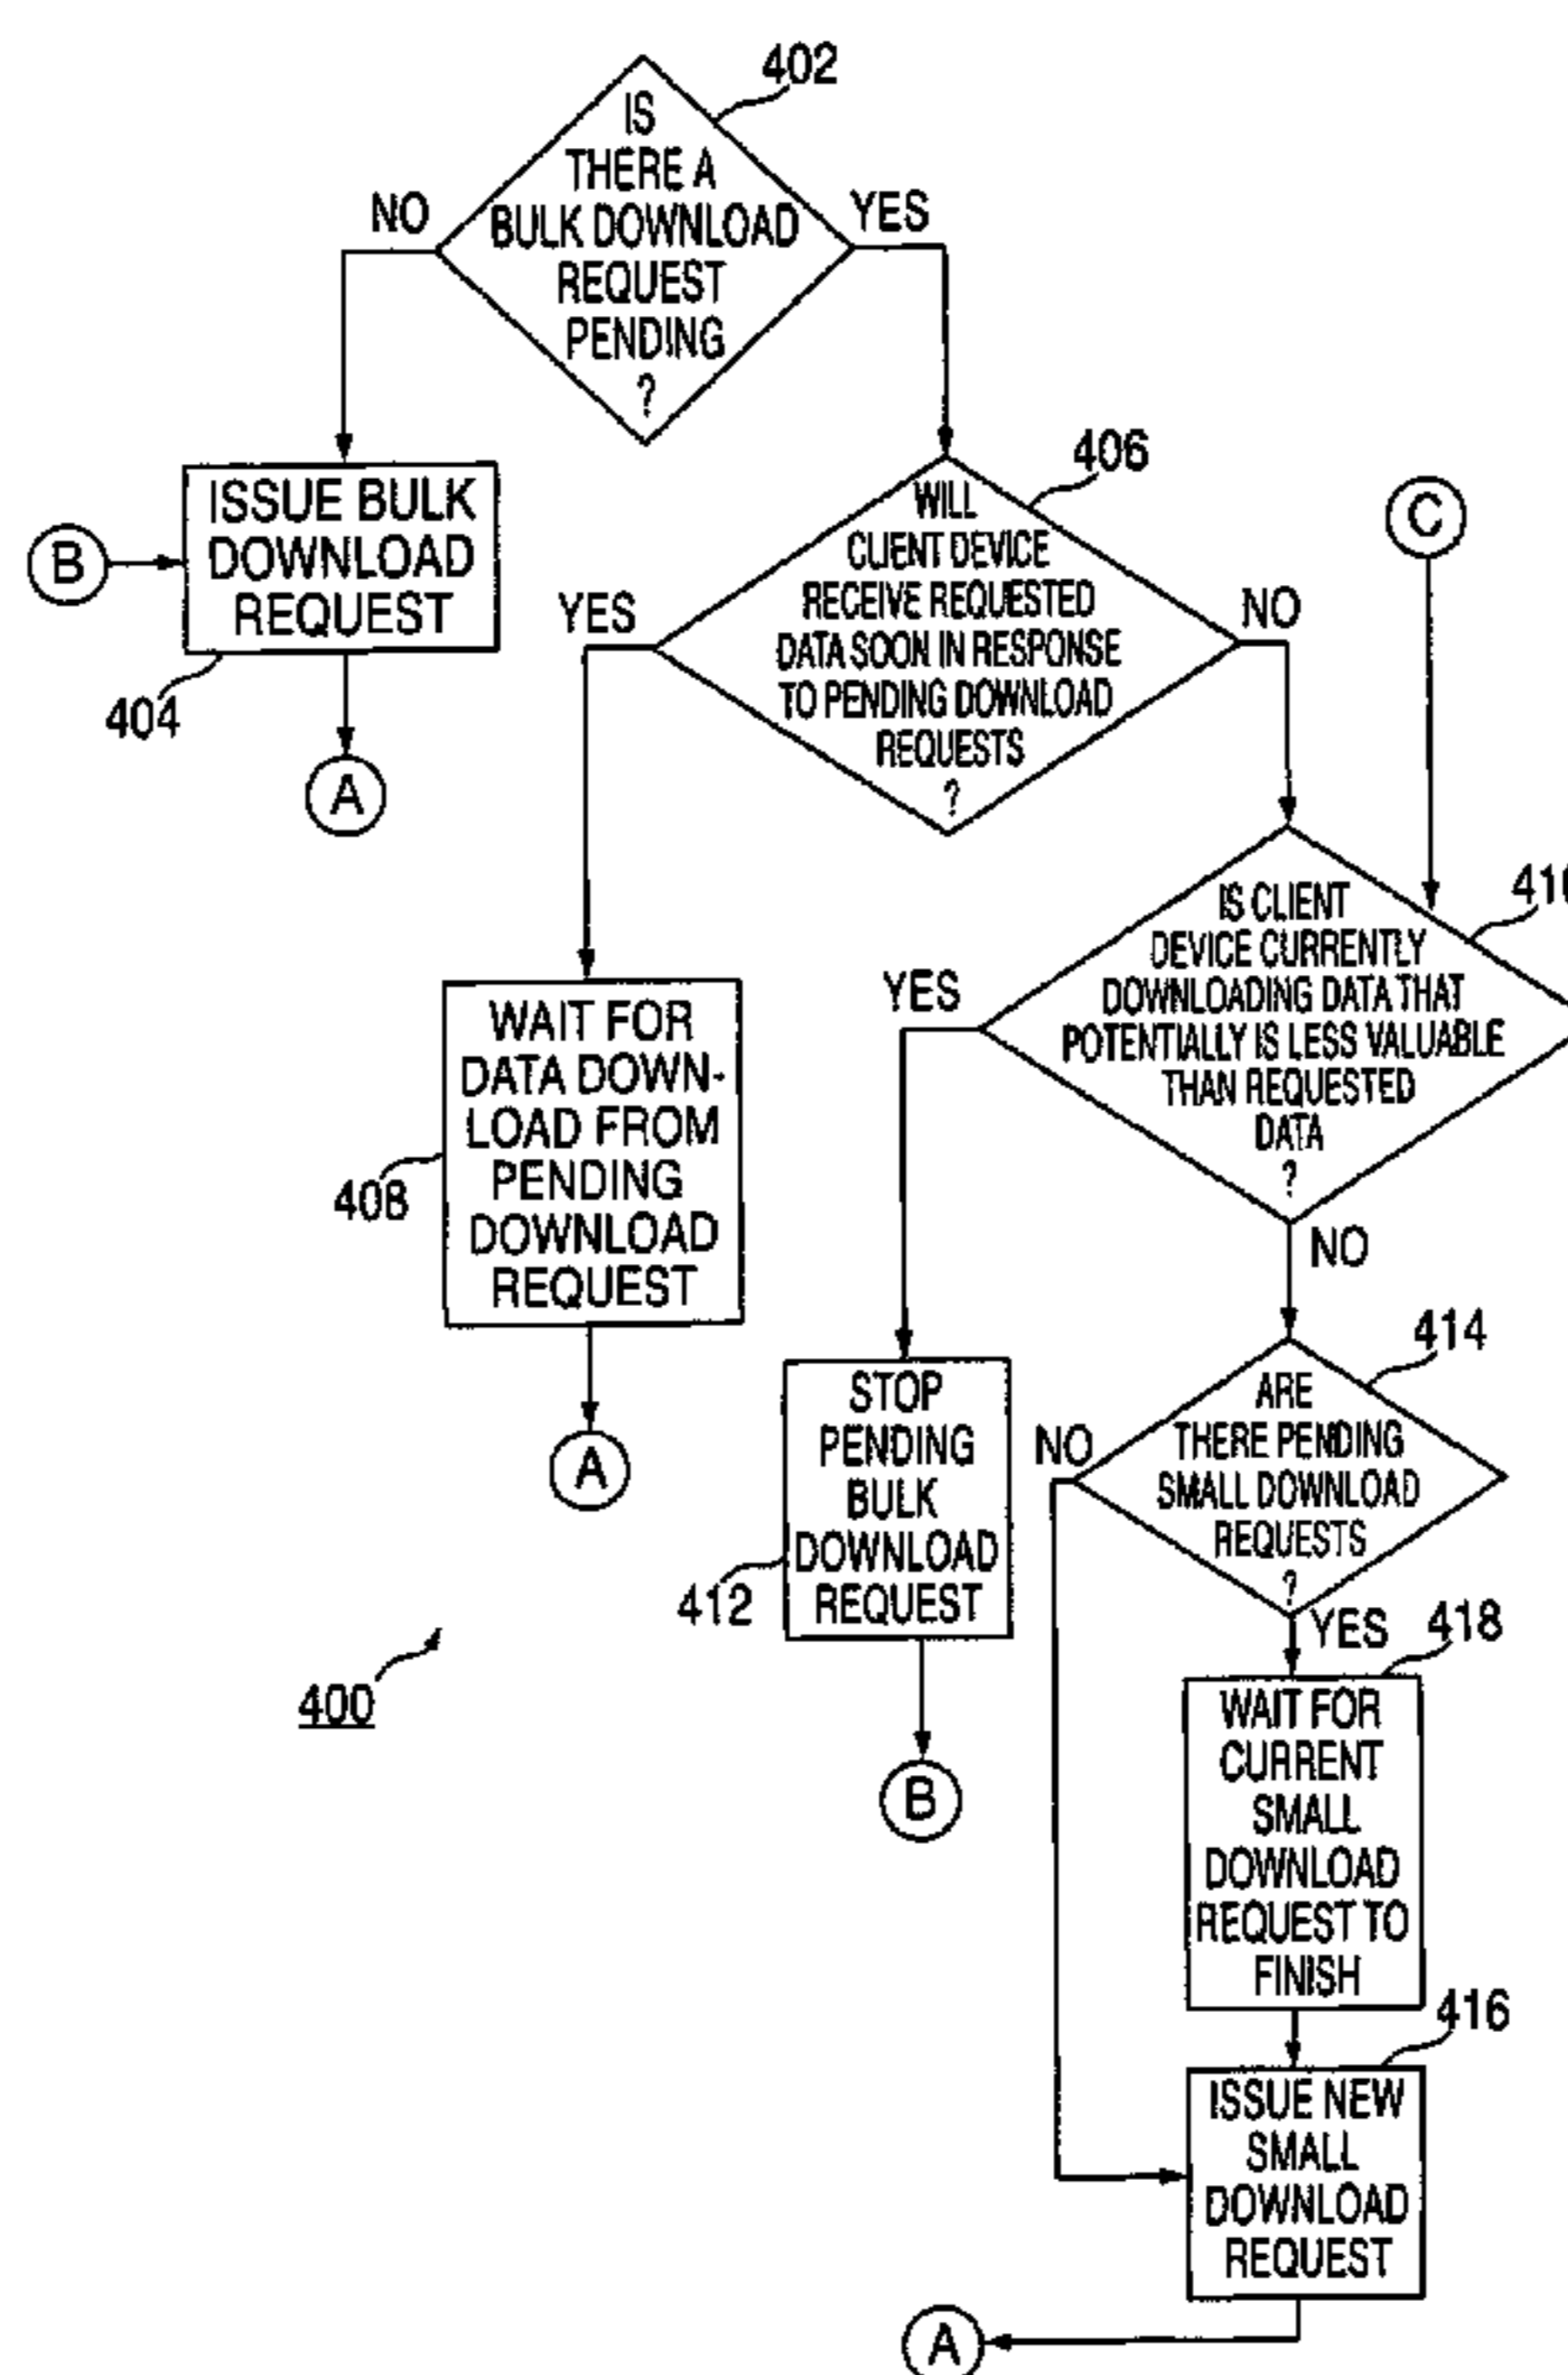 402
IS
THERE A
BULK DOWNLOAD
REQUEST
PENDING
?
NO
YES
406
ISSUE BULK
DOWNLOAD
REQUEST
B
404
A
WILL
CLIENT DEVICE
RECEIVE REQUESTED
DATA SOON IN RESPONSE
TO PENDING DOWNLOAD
REQUESTS
?
YES
NO
C
IS CLIENT
DEVICE CURRENTLY
DOWNLOADING DATA THAT
POTENTIALLY IS LESS VALUABLE
THAN REQUESTED
DATA
?
YES
NO
WAIT FOR
DATA DOWN-
LOAD FROM
PENDING
DOWNLOAD
REQUEST
408
A
STOP
PENDING
BULK
DOWNLOAD
REQUEST
412
B
414
ARE
THERE PENDING
SMALL DOWNLOAD
REQUESTS
?
NO
YES
418
WAIT FOR
CURRENT
SMALL
DOWNLOAD
REQUEST TO
FINISH
416
ISSUE NEW
SMALL
DOWNLOAD
REQUEST
A
400